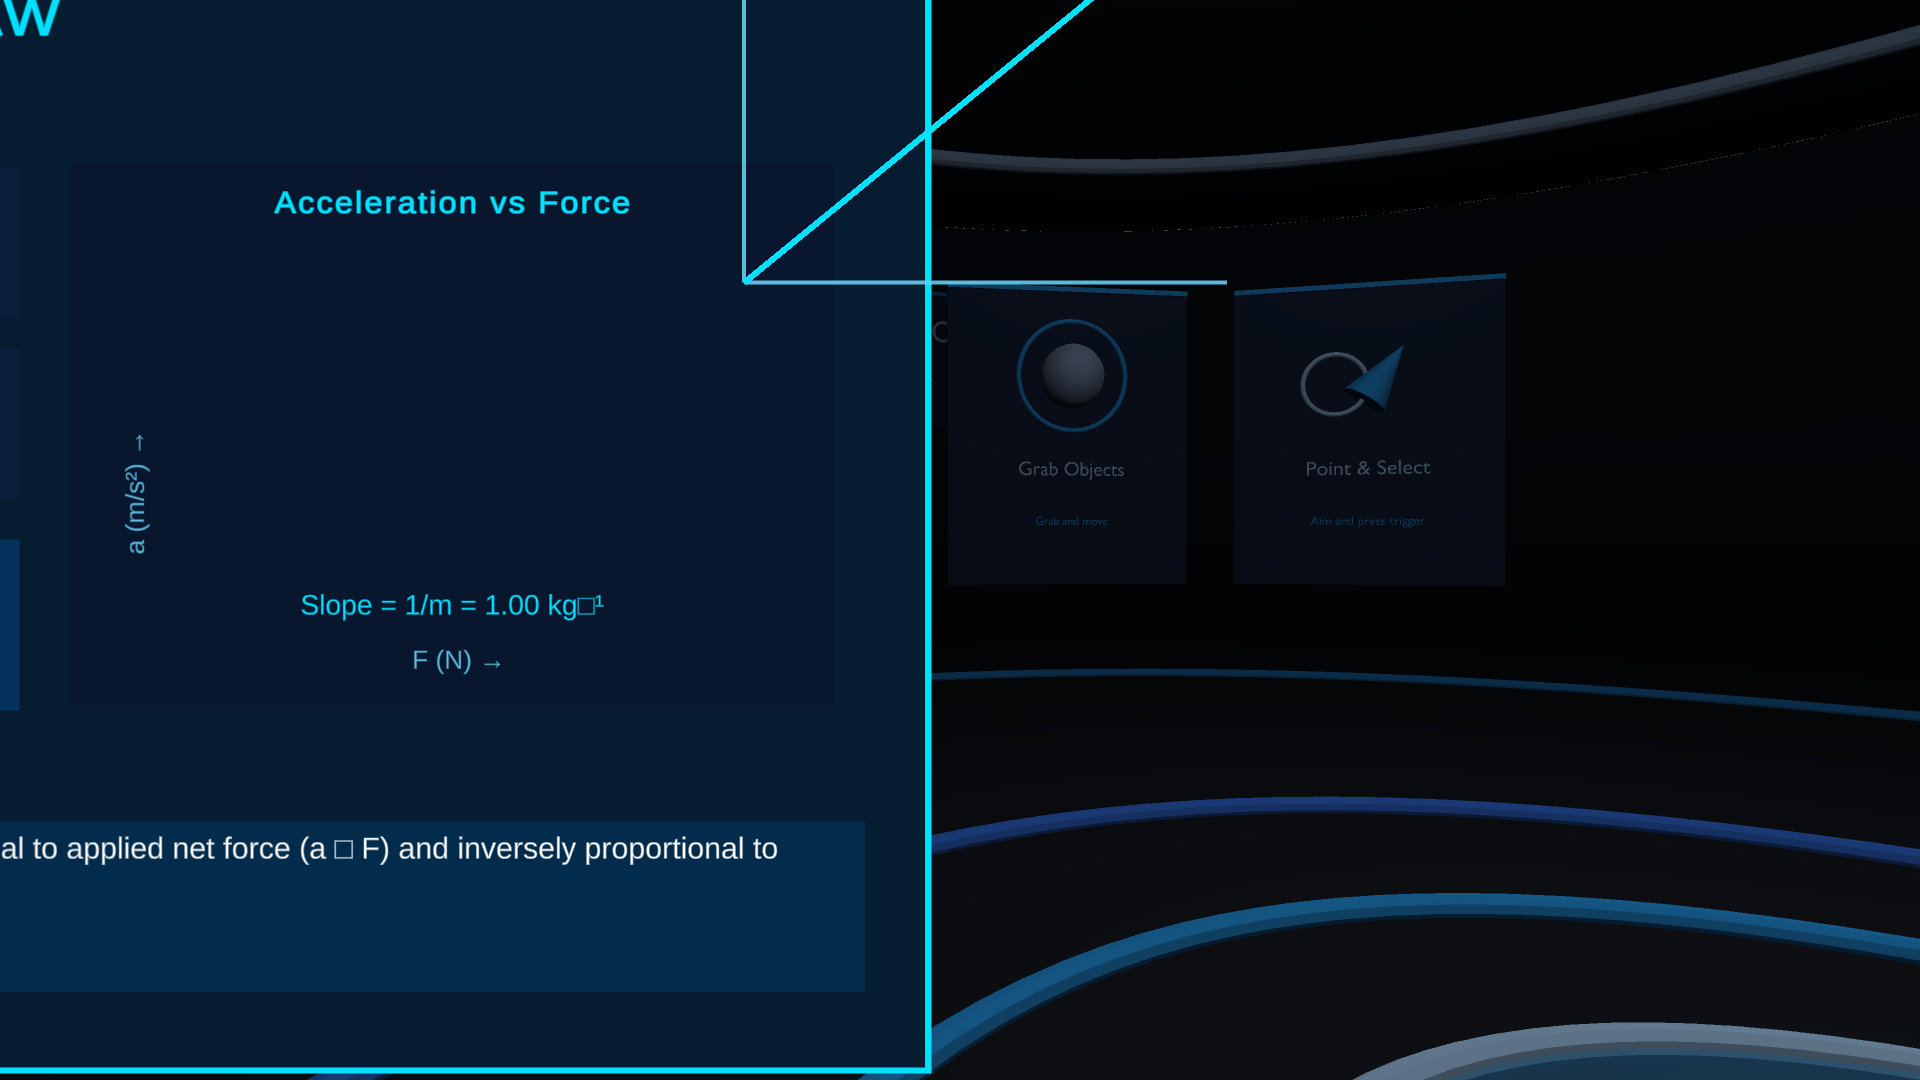 AW
Acceleration vs Force
a (m/s²) →
Slope = 1/m = 1.00 kg□¹
F (N) →
al to applied net force (a □ F) and inversely proportional to
Grab Objects
Grab and move
Point & Select
Aim and press trigger